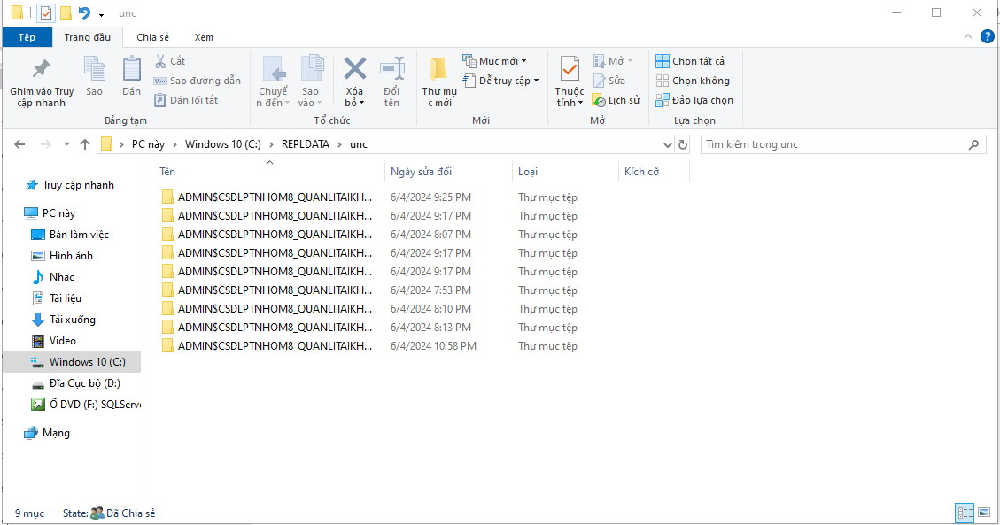 unc
Tệp Trang đầu Chia sẻ Xem
Ghim vào Truy cập nhanh
Sao
Dán
Cắt
Sao đường dẫn
Dán lối tắt
Bảng tạm
Chuyể n đến
Sao vào
Xóa bỏ
Đổi tên
Tổ chức
Thư mụ c mới
Mục mới
Dễ truy cập
Mới
Thuộc tính
Mở
Sửa
Lịch sử
Mở
Chọn tất cả
Chọn không
Đảo lựa chọn
Lựa chọn
PC này › Windows 10 (C:) › REPLDATA › unc
Tìm kiếm trong unc
Truy cập nhanh
PC này
Bàn làm việc
Hình ảnh
Nhạc
Tài liệu
Tải xuống
Video
Windows 10 (C:)
Đĩa Cục bộ (D:)
Ổ DVD (F:) SQLServe
Mạng
Tên Ngày sửa đổi Loại Kích cỡ
ADMIN$CSDLPTNHOM8_QUANLITAIKH... 6/4/2024 9:25 PM Thư mục tệp
ADMIN$CSDLPTNHOM8_QUANLITAIKH... 6/4/2024 9:17 PM Thư mục tệp
ADMIN$CSDLPTNHOM8_QUANLITAIKH... 6/4/2024 8:07 PM Thư mục tệp
ADMIN$CSDLPTNHOM8_QUANLITAIKH... 6/4/2024 9:17 PM Thư mục tệp
ADMIN$CSDLPTNHOM8_QUANLITAIKH... 6/4/2024 9:17 PM Thư mục tệp
ADMIN$CSDLPTNHOM8_QUANLITAIKH... 6/4/2024 7:53 PM Thư mục tệp
ADMIN$CSDLPTNHOM8_QUANLITAIKH... 6/4/2024 8:10 PM Thư mục tệp
ADMIN$CSDLPTNHOM8_QUANLITAIKH... 6/4/2024 8:13 PM Thư mục tệp
ADMIN$CSDLPTNHOM8_QUANLITAIKH... 6/4/2024 10:58 PM Thư mục tệp
9 mục State: Đã Chia sẻ